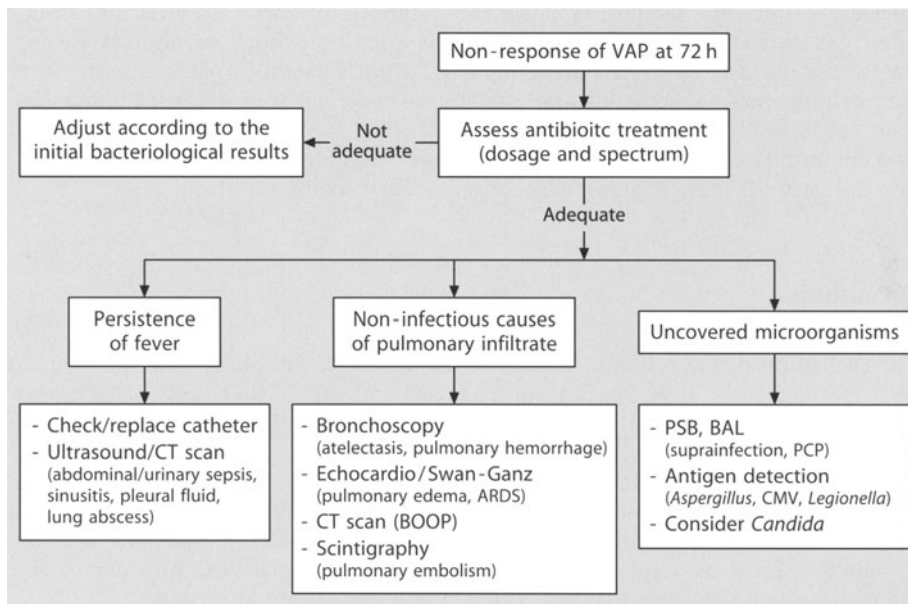 Non-response of VAP at 72 h
Adjust according to the
initial bacteriological results
Not
adequate
Assess antibioitc treatment
(dosage and spectrum)
Adequate
Persistence
of fever
Non-infectious causes
of pulmonary infiltrate
Uncovered microorganisms
- Check/replace catheter
- Ultrasound/CT scan
(abdominal/urinary sepsis,
sinusitis, pleural fluid,
lung abscess)
- Bronchoscopy
(atelectasis, pulmonary hemorrhage)
- Echocardio/Swan-Ganz
(pulmonary edema, ARDS)
- CT scan (BOOP)
- Scintigraphy
(pulmonary embolism)
- PSB, BAL
(suprainfection, PCP)
- Antigen detection
(Aspergillus, CMV, Legionella)
- Consider Candida